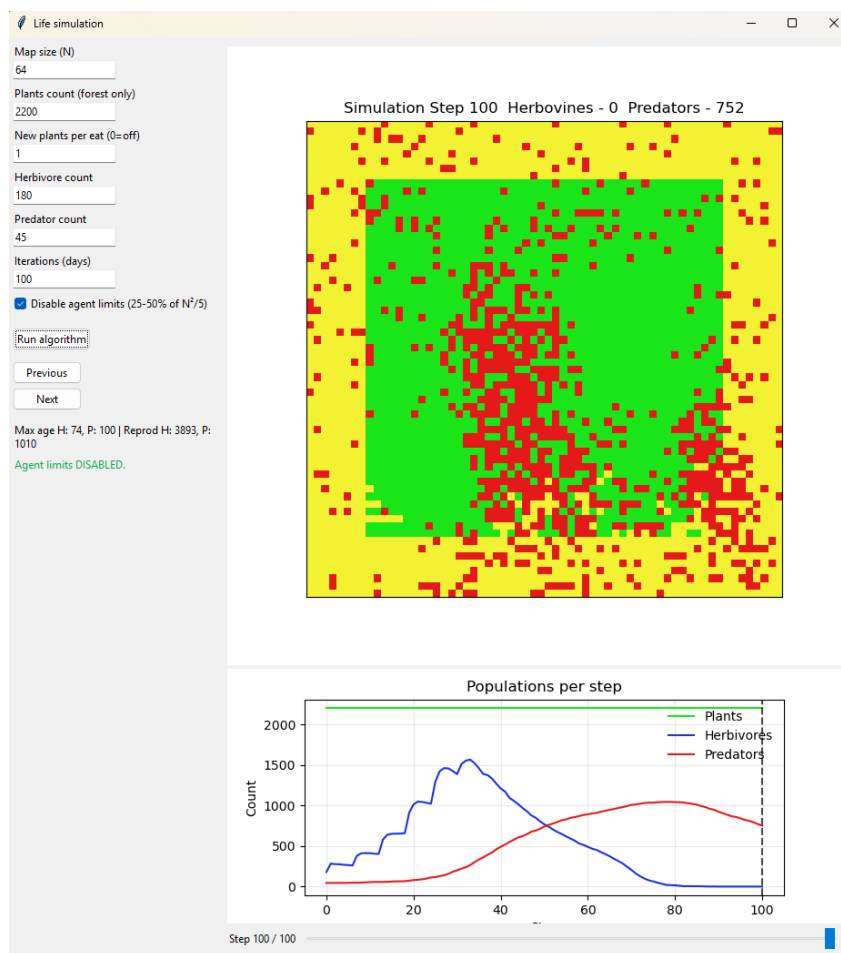 Life simulation
Map size (N)
64
Plants count (forest only)
2200
New plants per eat (0=off)
1
Herbivore count
180
Predator count
45
Iterations (days)
100
Disable agent limits (25-50% of N²/5)
Run algorithm
Previous
Next
Max age H: 74, P: 100 | Reprod H: 3893, P:
1010
Agent limits DISABLED.
Simulation Step 100 Herbovines - 0 Predators - 752
Populations per step
Plants
Herbivores
Predators
Count
2000
1500
1000
500
0
0 20 40 60 80 100
Step 100 / 100